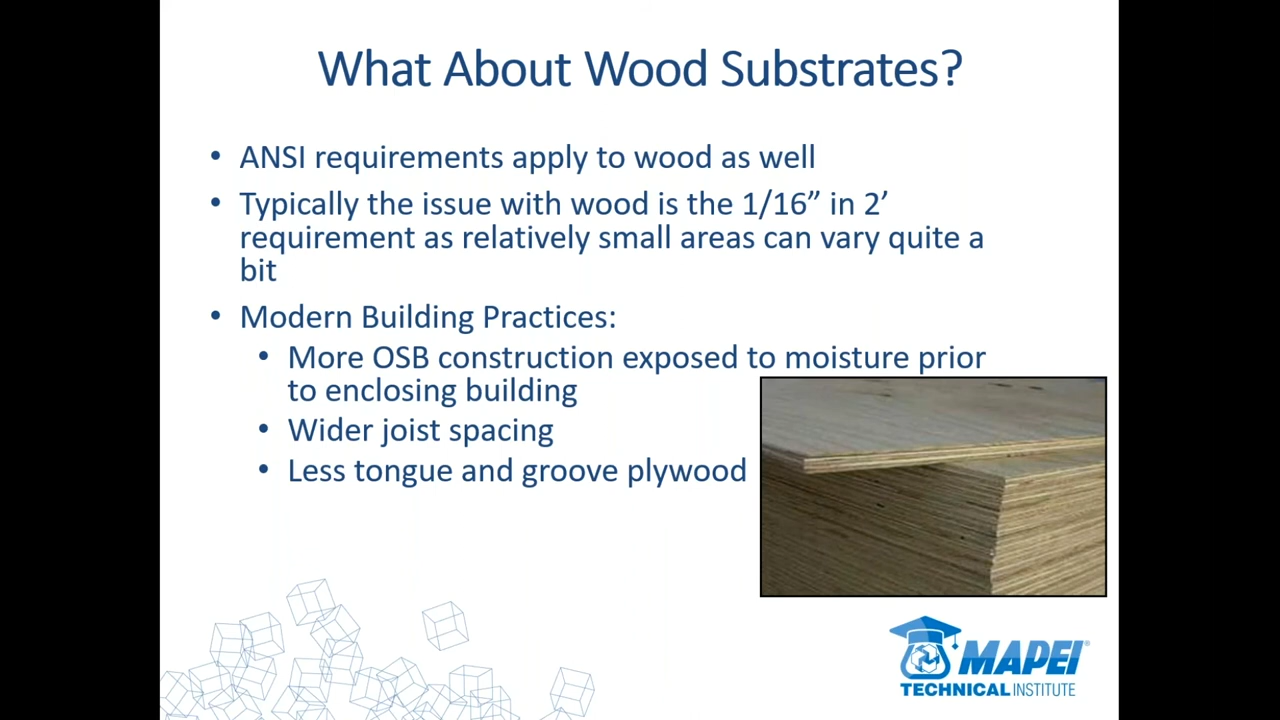 What About Wood Substrates?
• ANSI requirements apply to wood as well
• Typically the issue with wood is the 1/16” in 2’
requirement as relatively small areas can vary quite a
bit
• Modern Building Practices:
• More OSB construction exposed to moisture prior
to enclosing building
• Wider joist spacing
• Less tongue and groove plywood
MAPEI®
TECHNICAL INSTITUTE